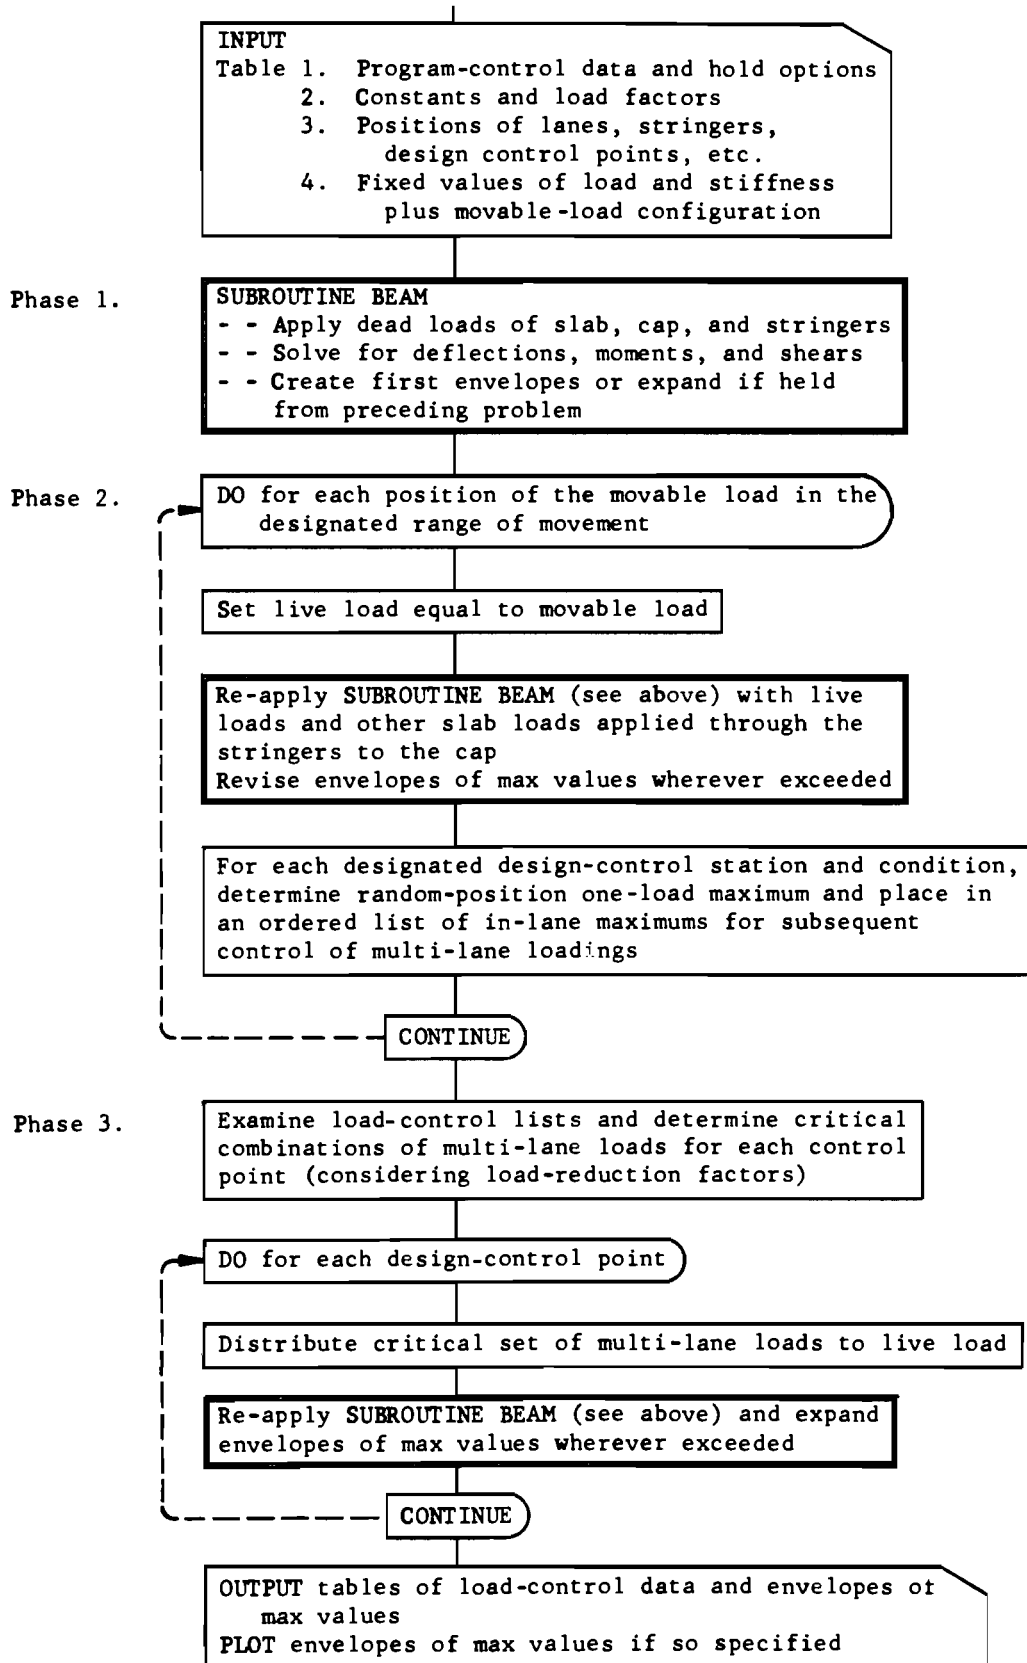 INPUT
Table 1. Program-control data and hold options
2. Constants and load factors
3. Positions of lanes, stringers,
design control points, etc.
4. Fixed values of load and stiffness
plus movable-load configuration
Phase 1.
SUBROUTINE BEAM
- - Apply dead loads of slab, cap, and stringers
- - Solve for deflections, moments, and shears
- - Create first envelopes or expand if held
from preceding problem
Phase 2.
DO for each position of the movable load in the
designated range of movement
Set live load equal to movable load
Re-apply SUBROUTINE BEAM (see above) with live
loads and other slab loads applied through the
stringers to the cap
Revise envelopes of max values wherever exceeded
For each designated design-control station and condition,
determine random-position one-load maximum and place in
an ordered list of in-lane maximums for subsequent
control of multi-lane loadings
CONTINUE
Phase 3.
Examine load-control lists and determine critical
combinations of multi-lane loads for each control
point (considering load-reduction factors)
DO for each design-control point
Distribute critical set of multi-lane loads to live load
Re-apply SUBROUTINE BEAM (see above) and expand
envelopes of max values wherever exceeded
CONTINUE
OUTPUT tables of load-control data and envelopes of
max values
PLOT envelopes of max values if so specified